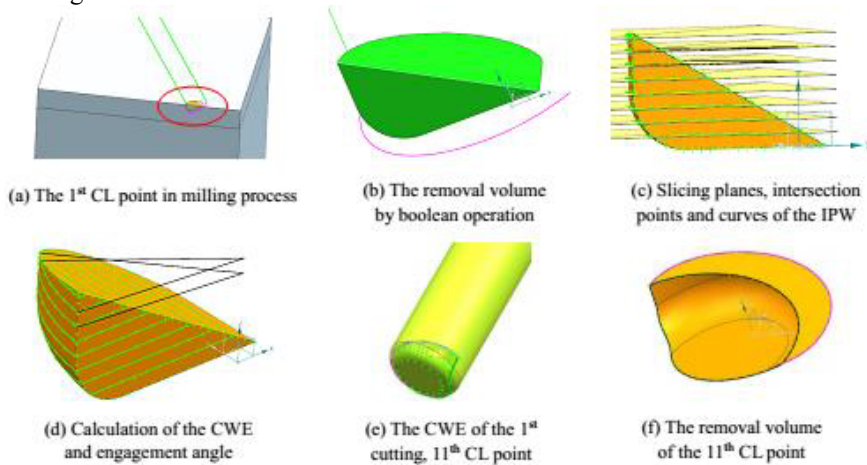 (a) The 1st CL point in milling process
(b) The removal volume
by boolean operation
(c) Slicing planes, intersection
points and curves of the IPW
(d) Calculation of the CWE
and engagement angle
(e) The CWE of the 1st
cutting, 11th CL point
(f) The removal volume
of the 11th CL point